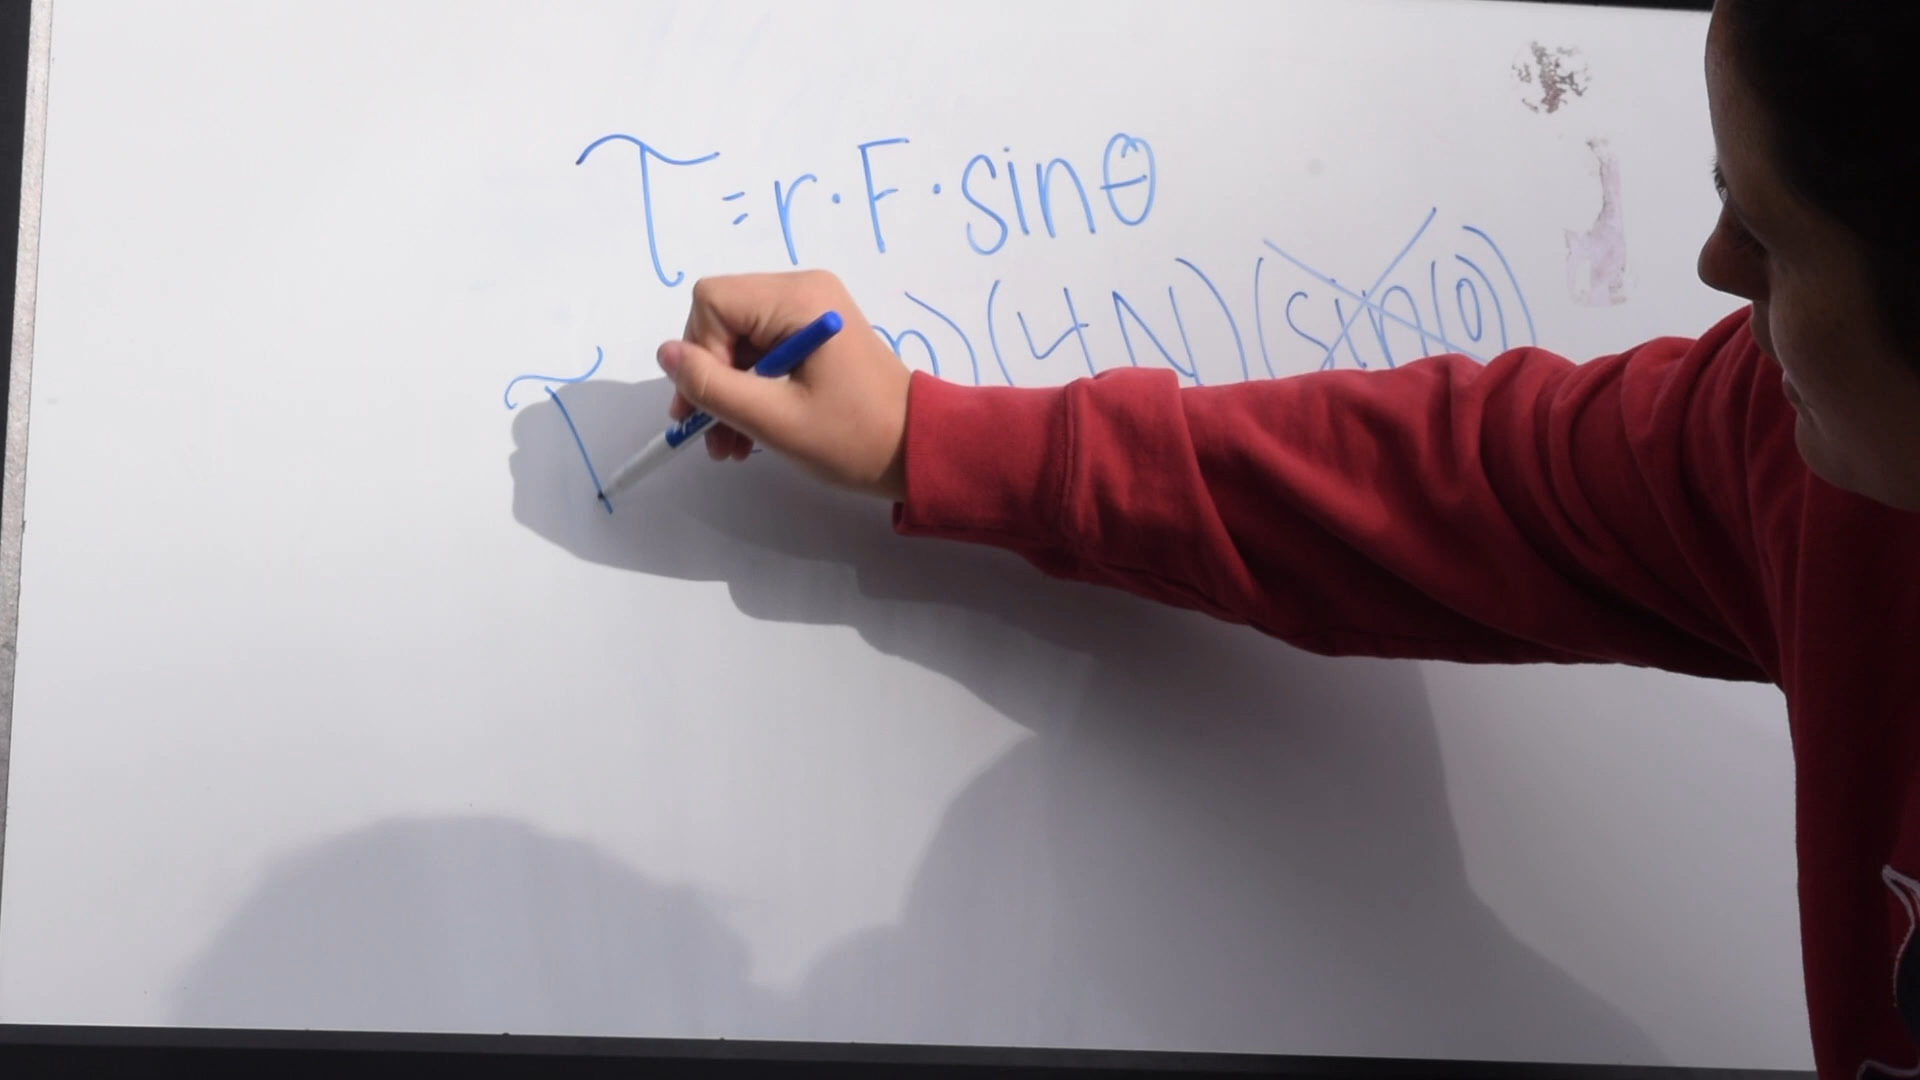 τ = r · F · sinθ
τ m)(4N)(sin(0))